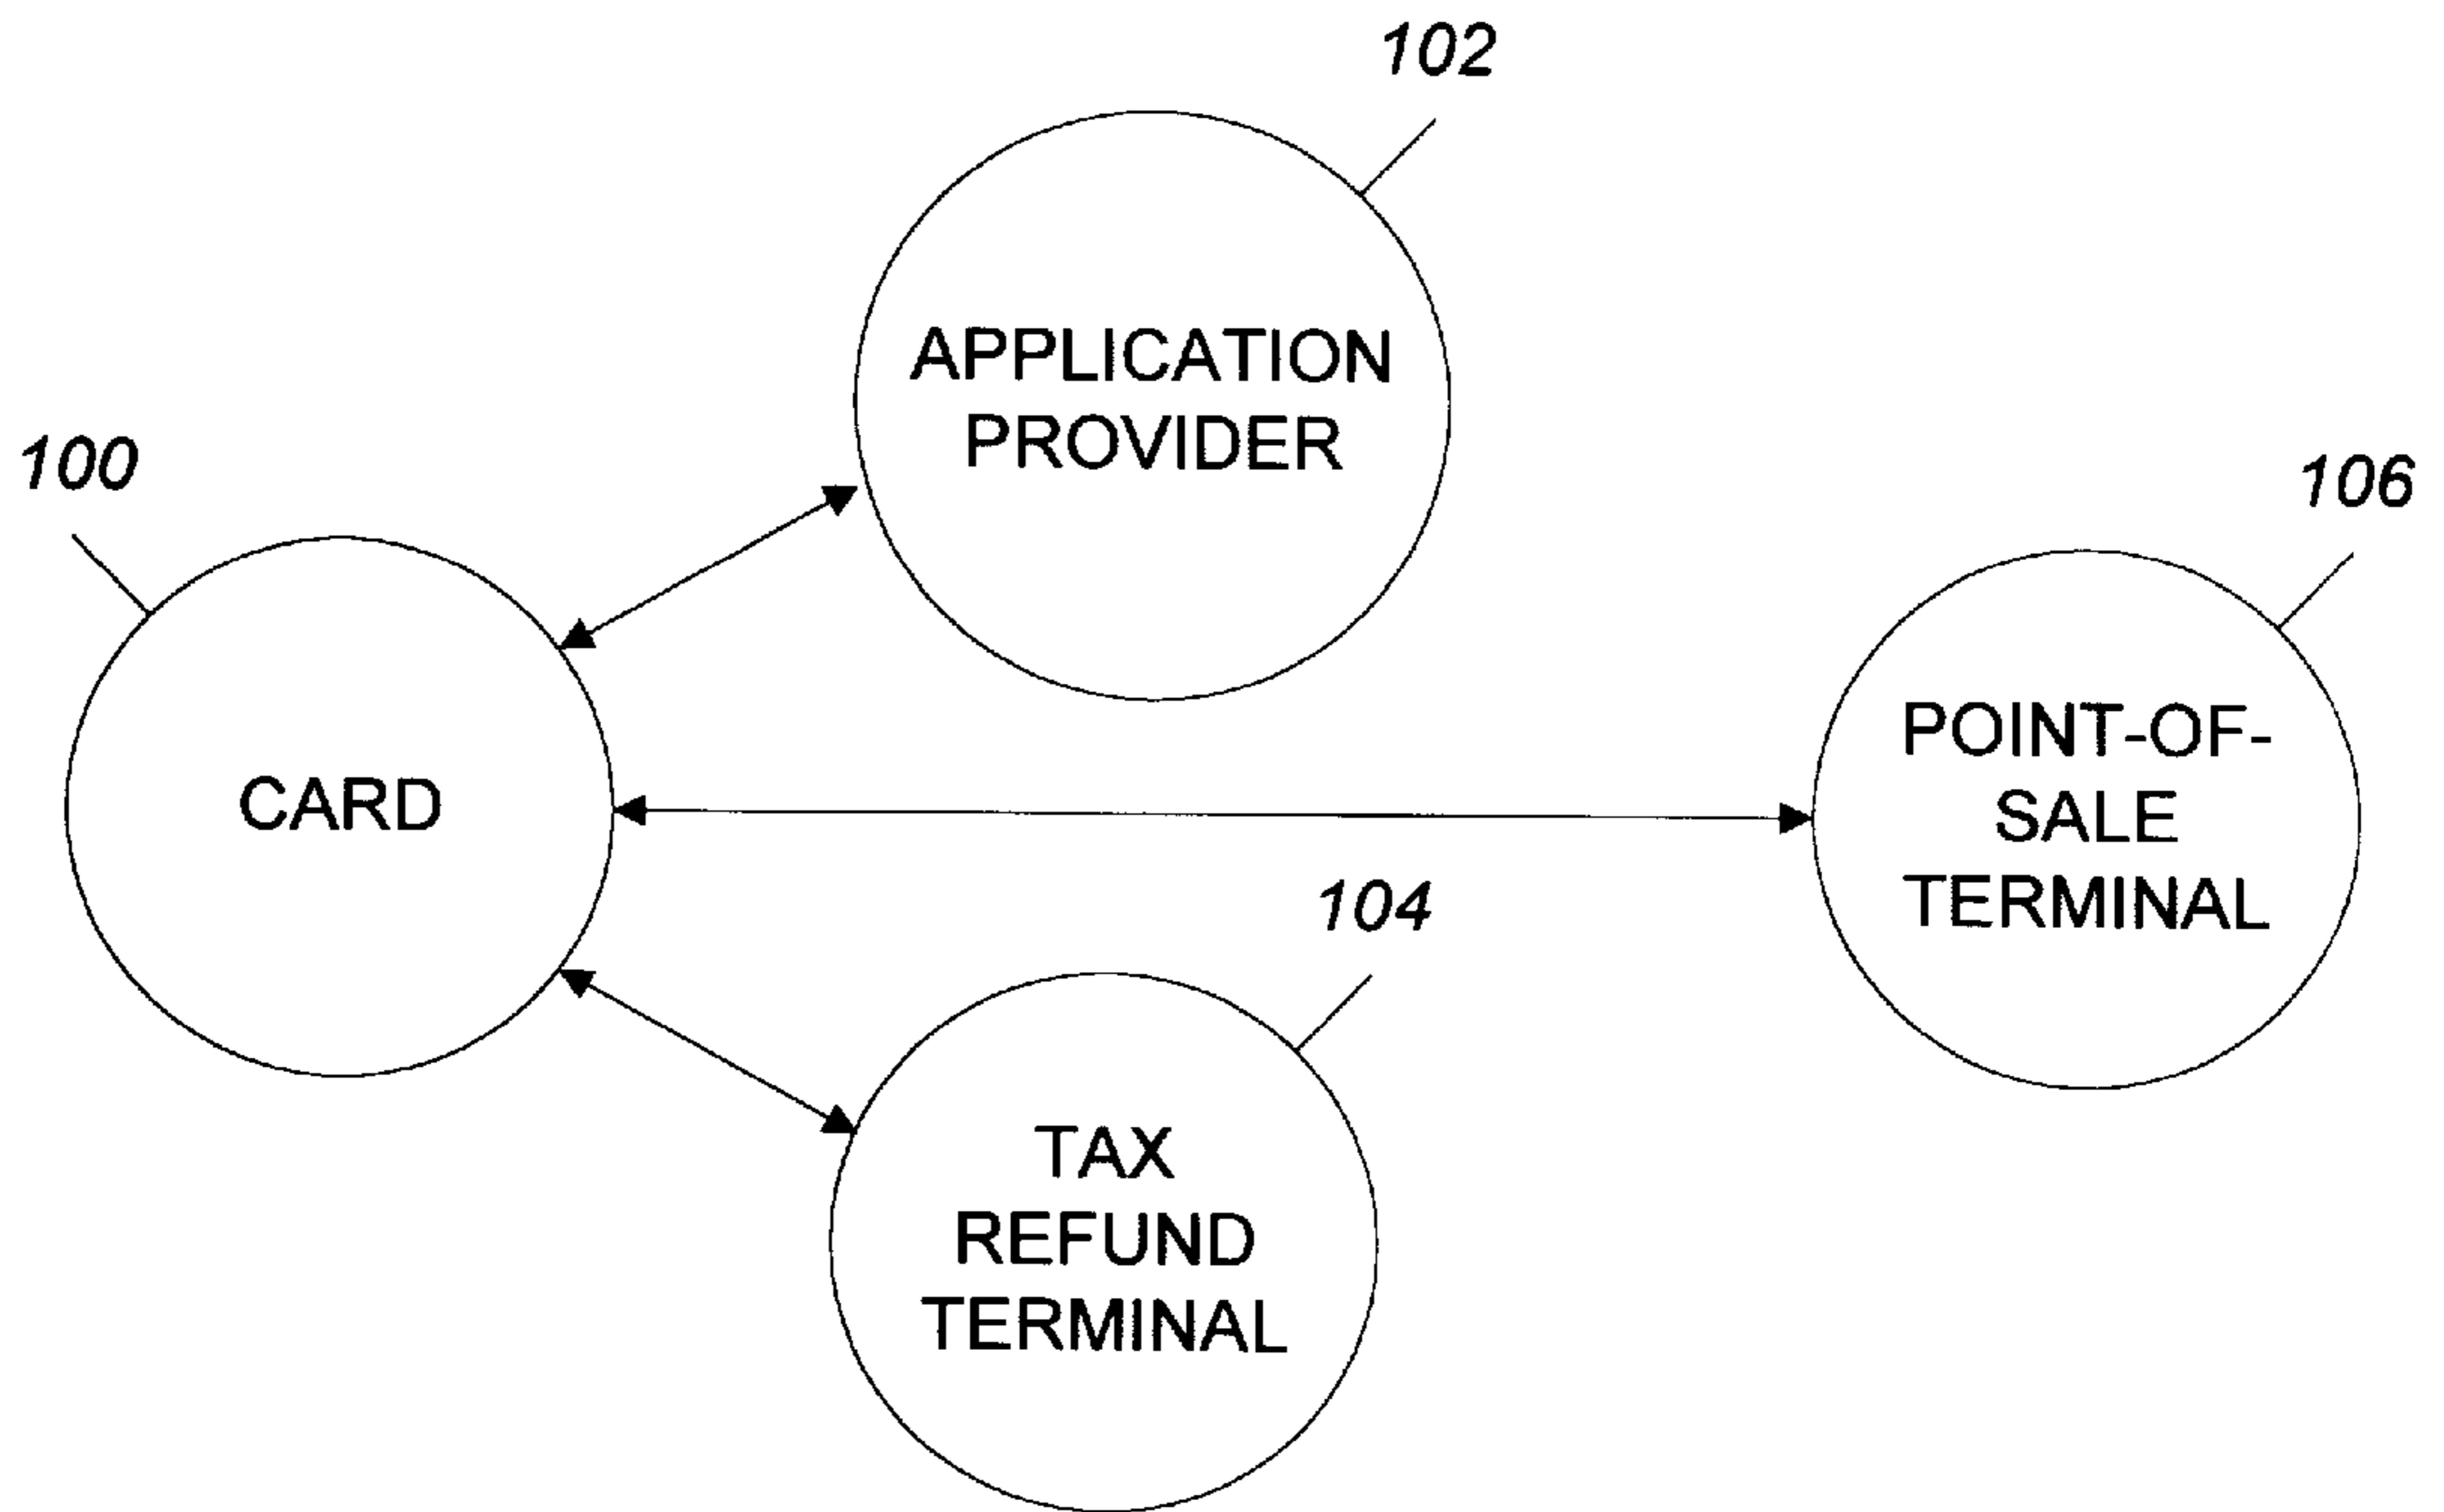 102
APPLICATION
PROVIDER
100
CARD
106
POINT-OF-
SALE
TERMINAL
104
TAX
REFUND
TERMINAL